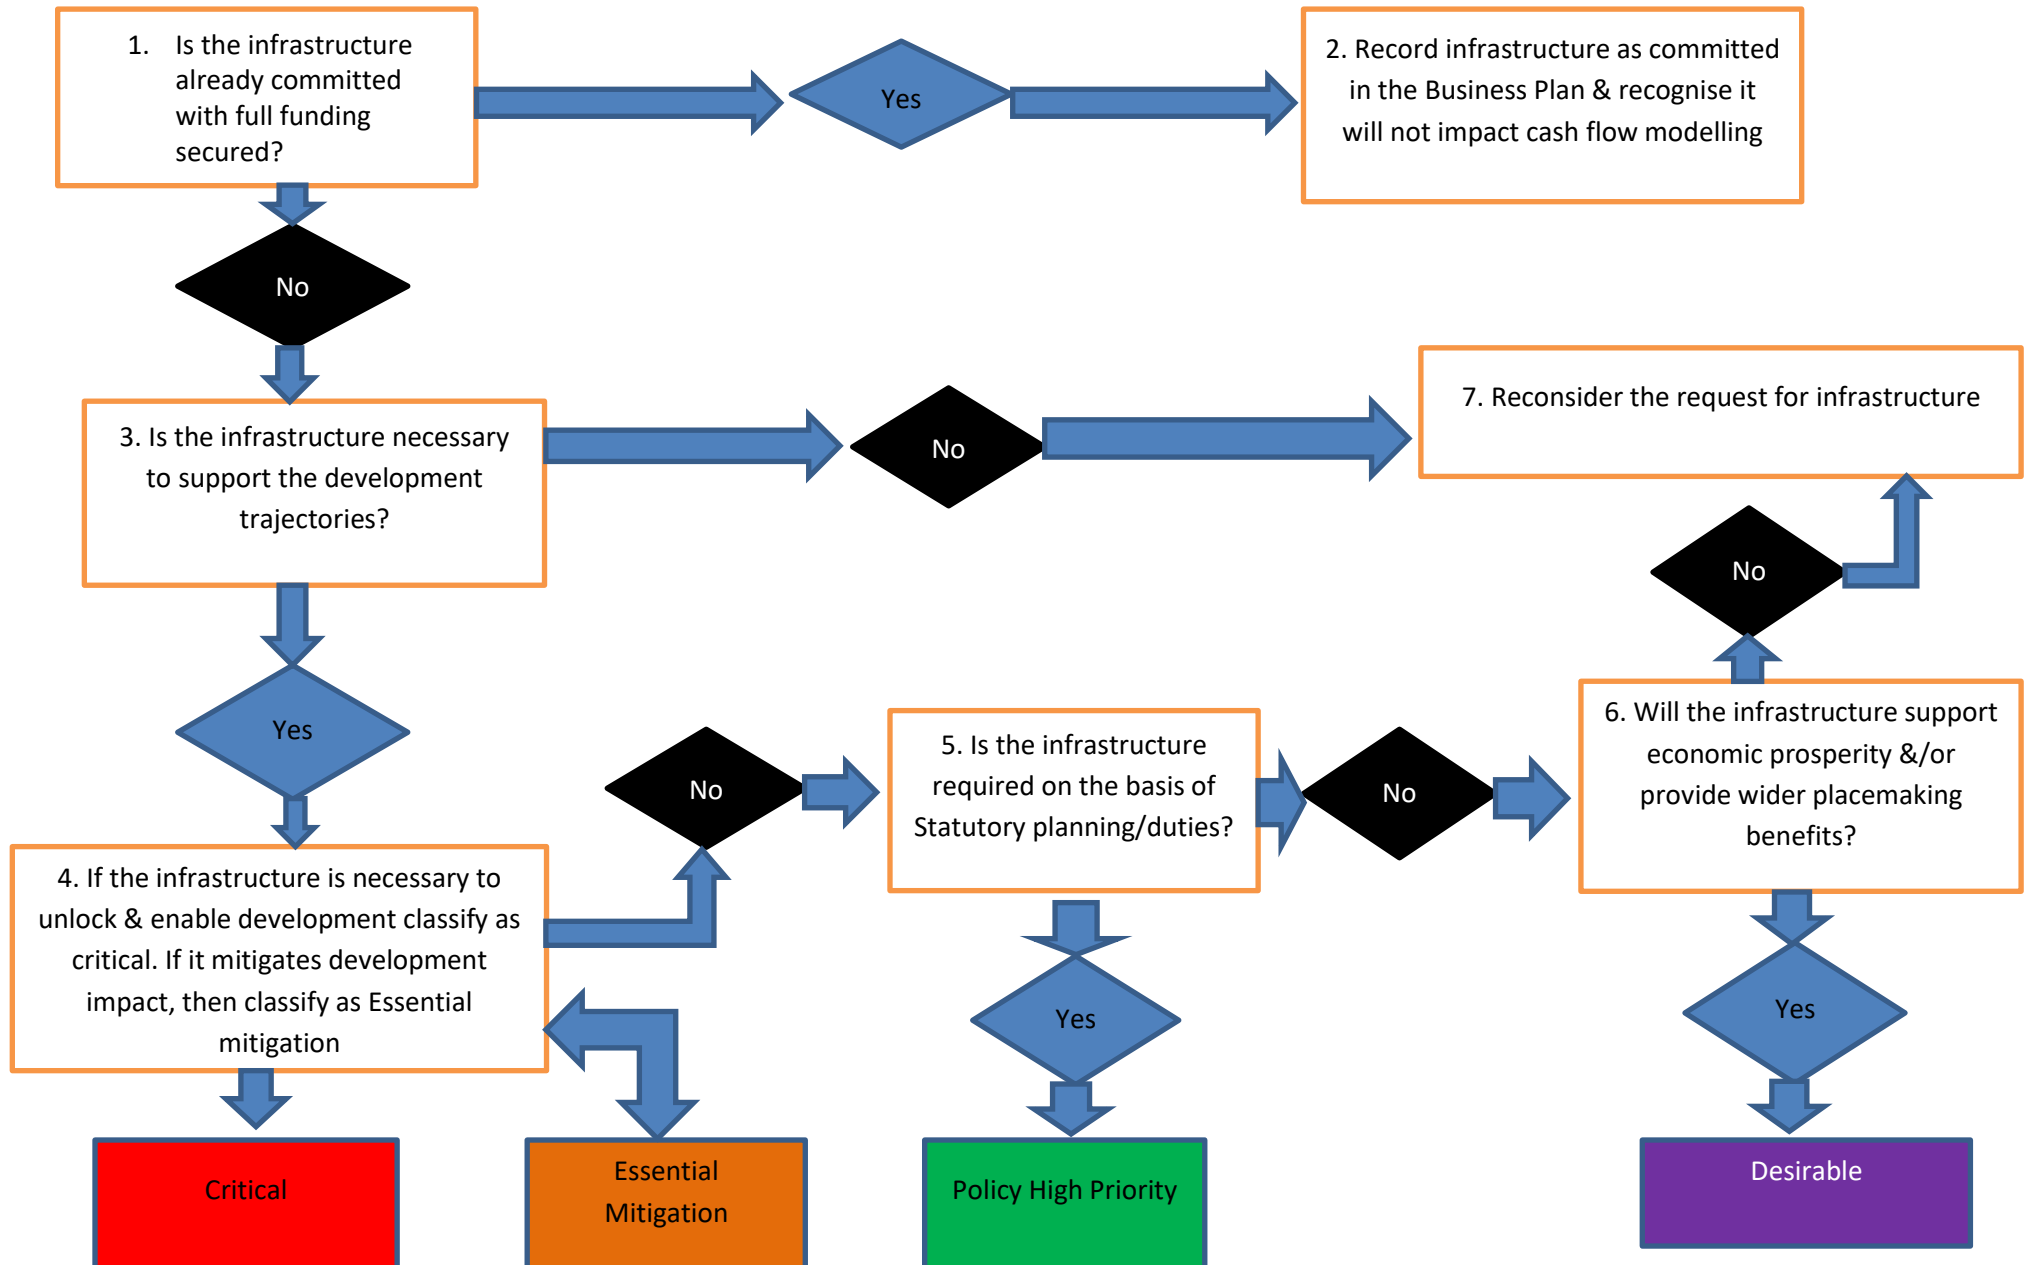 1. Is the infrastructure
already committed
with full funding
secured?
Yes
2. Record infrastructure as committed
in the Business Plan & recognise it
will not impact cash flow modelling
No
3. Is the infrastructure necessary
to support the development
trajectories?
No
7. Reconsider the request for infrastructure
No
Yes
No
5. Is the infrastructure
required on the basis of
Statutory planning/duties?
No
6. Will the infrastructure support
economic prosperity &/or
provide wider placemaking
benefits?
4. If the infrastructure is necessary to
unlock & enable development classify as
critical. If it mitigates development
impact, then classify as Essential
mitigation
Yes
Yes
Critical
Essential
Mitigation
Policy High Priority
Desirable